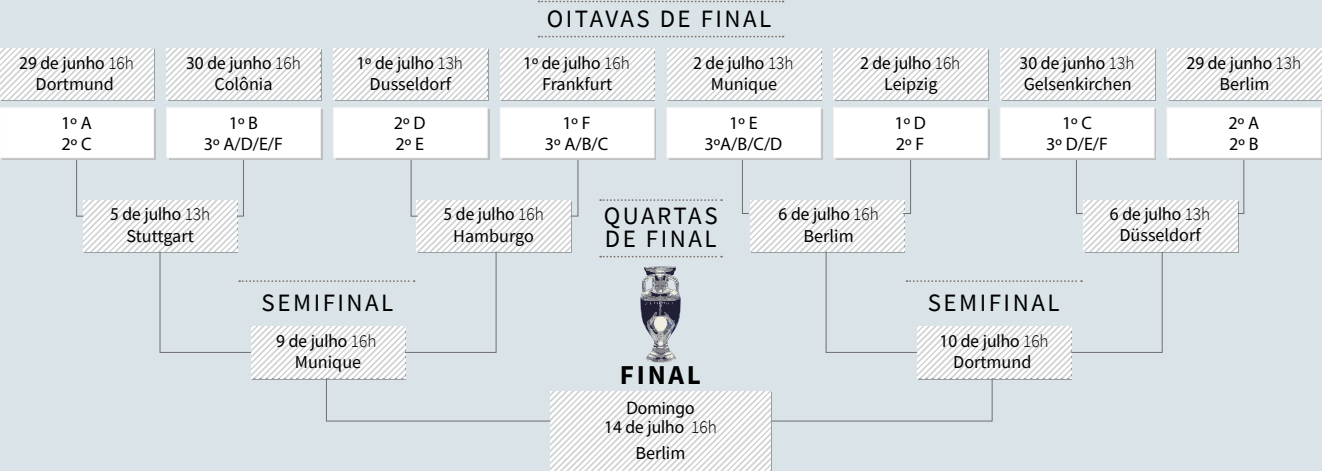 OITAVAS DE FINAL
29 de junho 16h
Dortmund
1º A
2º C
30 de junho 16h
Colônia
1º B
3º A/D/E/F
1º de julho 13h
Dusseldorf
2º D
2º E
1º de julho 16h
Frankfurt
1º F
3º A/B/C
2 de julho 13h
Munique
1º E
3ºA/B/C/D
2 de julho 16h
Leipzig
1º D
2º F
30 de junho 13h
Gelsenkirchen
1º C
3º D/E/F
29 de junho 13h
Berlim
2º A
2º B
QUARTAS
DE FINAL
5 de julho 13h
Stuttgart
5 de julho 16h
Hamburgo
6 de julho 16h
Berlim
6 de julho 13h
Düsseldorf
SEMIFINAL
9 de julho 16h
Munique
SEMIFINAL
10 de julho 16h
Dortmund
FINAL
Domingo
14 de julho 16h
Berlim